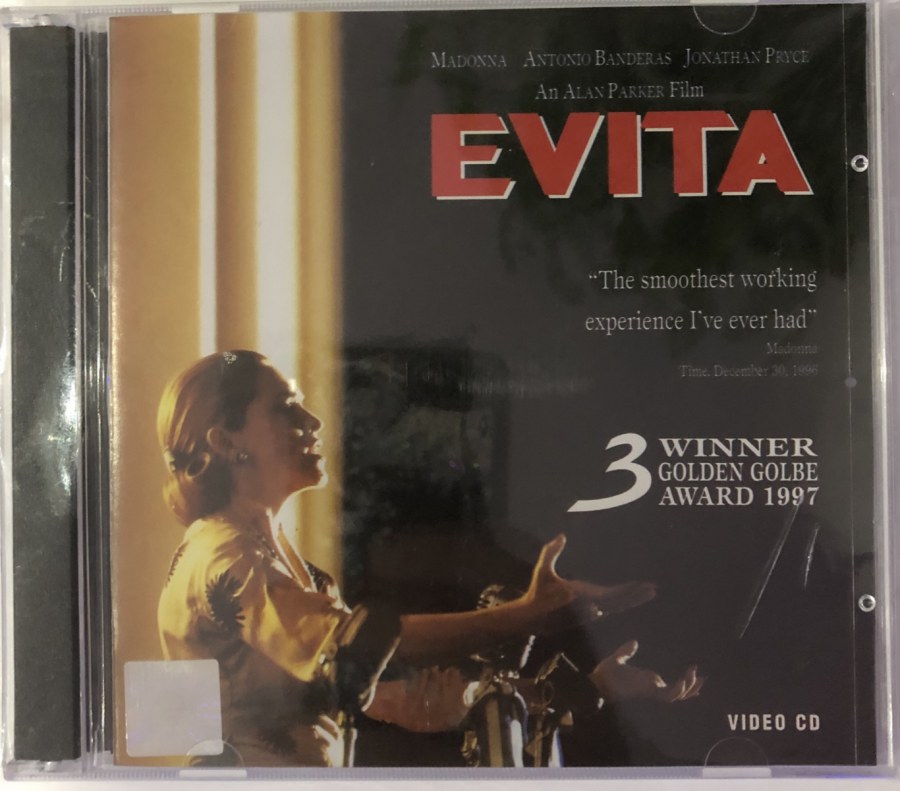 MADONNA ANTONIO BANDERAS JONATHAN PRYCE
An ALAN PARKER Film
EVITA
“The smoothest working
experience I've ever had”
Madonna
Time, December 30, 1996
3 WINNER
GOLDEN GOLBE
AWARD 1997
VIDEO CD